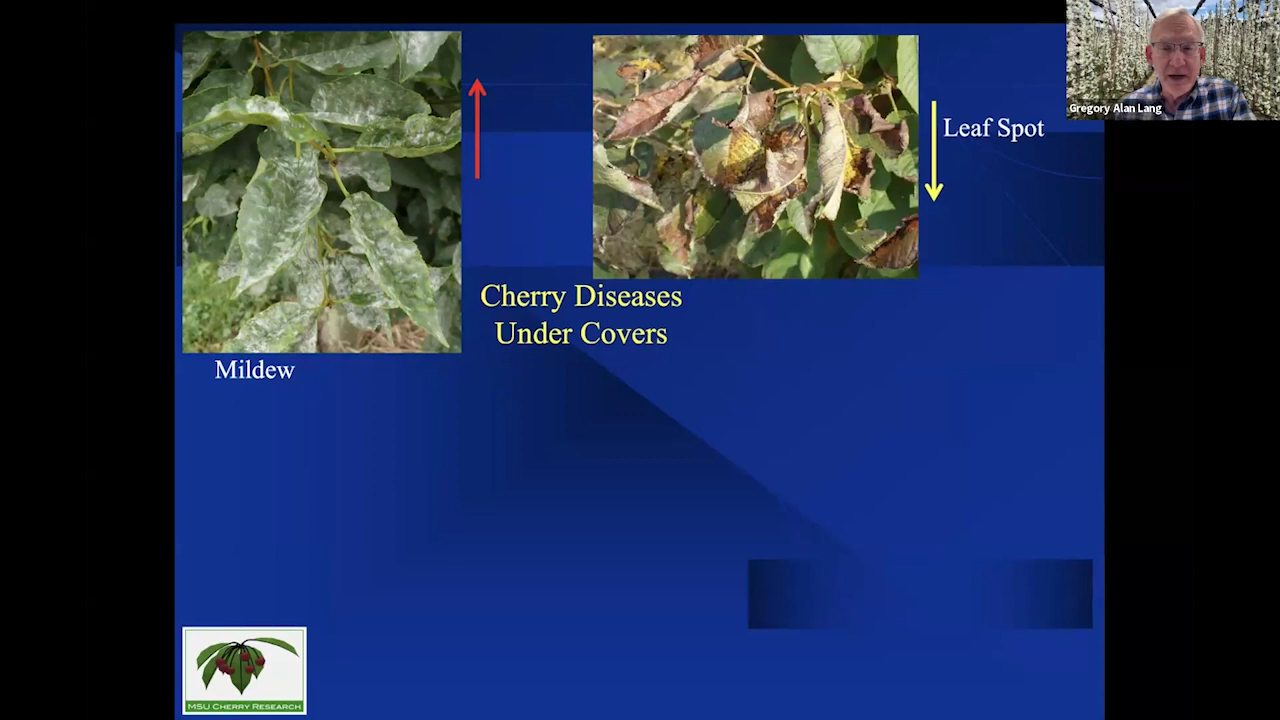 Gregory Alan Lang
Leaf Spot
Cherry Diseases
Under Covers
Mildew
MSU CHERRY RESEARCH